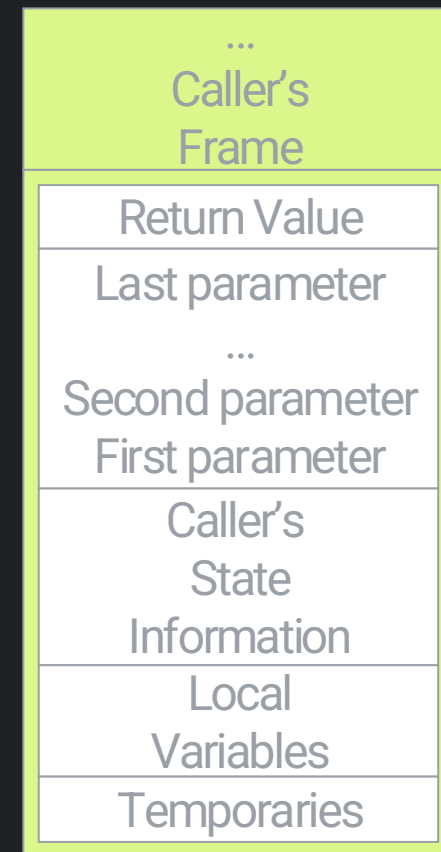 ...
Caller’s
Frame
Return Value
Last parameter
...
Second parameter
First parameter
Caller’s
State
Information
Local
Variables
Temporaries